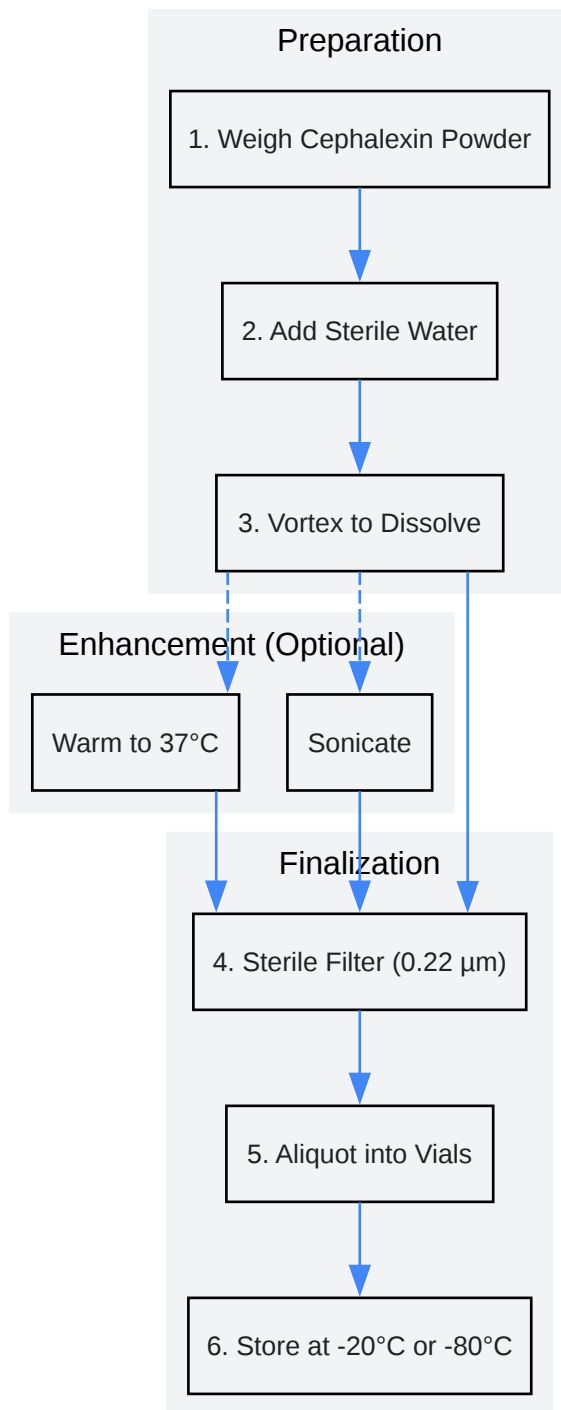 Preparation
1. Weigh Cephalexin Powder
2. Add Sterile Water
3. Vortex to Dissolve
Enhancement (Optional)
Warm to 37°C
Sonicate
Finalization
4. Sterile Filter (0.22 µm)
5. Aliquot into Vials
6. Store at -20°C or -80°C